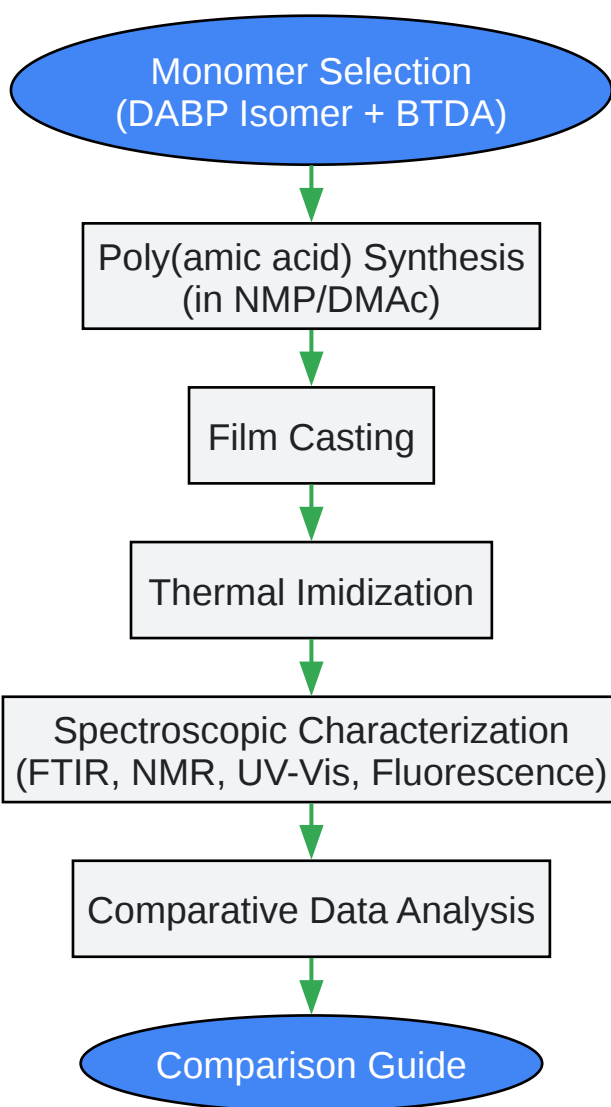 Monomer Selection
(DABP Isomer + BTDA)
Poly(amic acid) Synthesis
(in NMP/DMAc)
Film Casting
Thermal Imidization
Spectroscopic Characterization
(FTIR, NMR, UV-Vis, Fluorescence)
Comparative Data Analysis
Comparison Guide